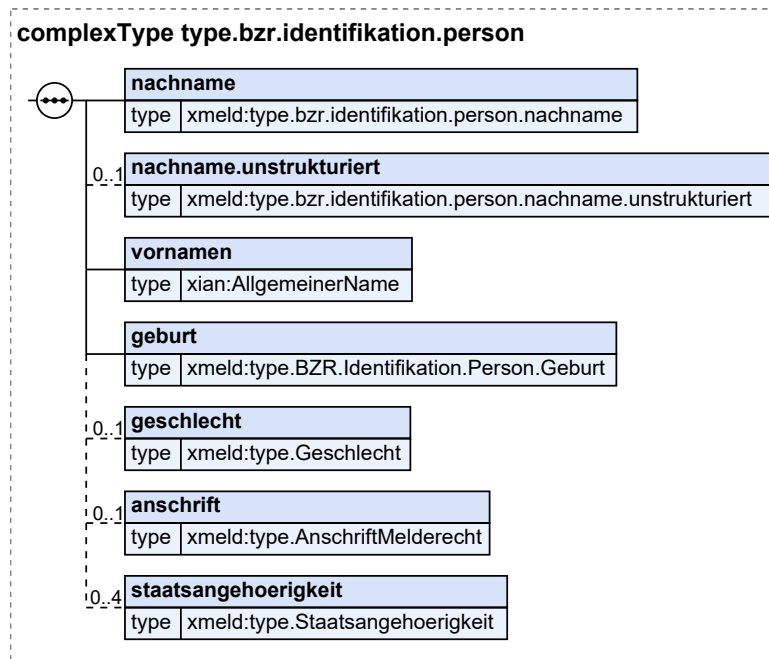 complexType type.bzr.identifikation.person
nachname
type xmeld:type.bzr.identifikation.person.nachname
0..1
nachname.unstrukturiert
type xmeld:type.bzr.identifikation.person.nachname.unstrukturiert
vornamen
type xian:AllgemeinerName
geburt
type xmeld:type.BZR.Identifikation.Person.Geburt
0..1
geschlecht
type xmeld:type.Geschlecht
0..1
anschrift
type xmeld:type.AnschriftMelderecht
0..4
staatsangehoerigkeit
type xmeld:type.Staatsangehoerigkeit